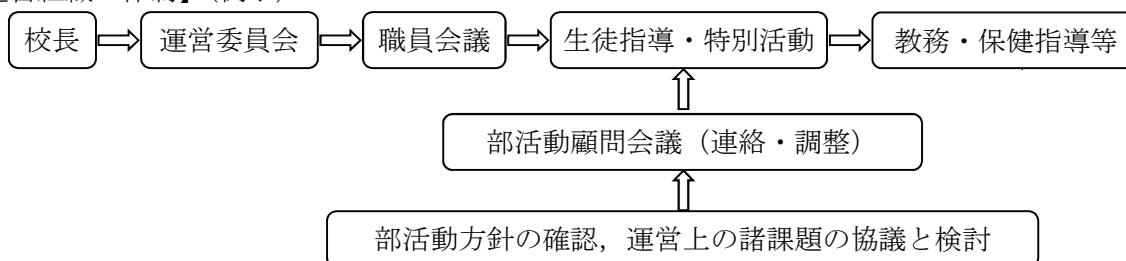 校長 運営委員会 職員会議 生徒指導・特別活動 教務・保健指導等
部活動顧問会議（連絡・調整）
部活動方針の確認，運営上の諸課題の協議と検討